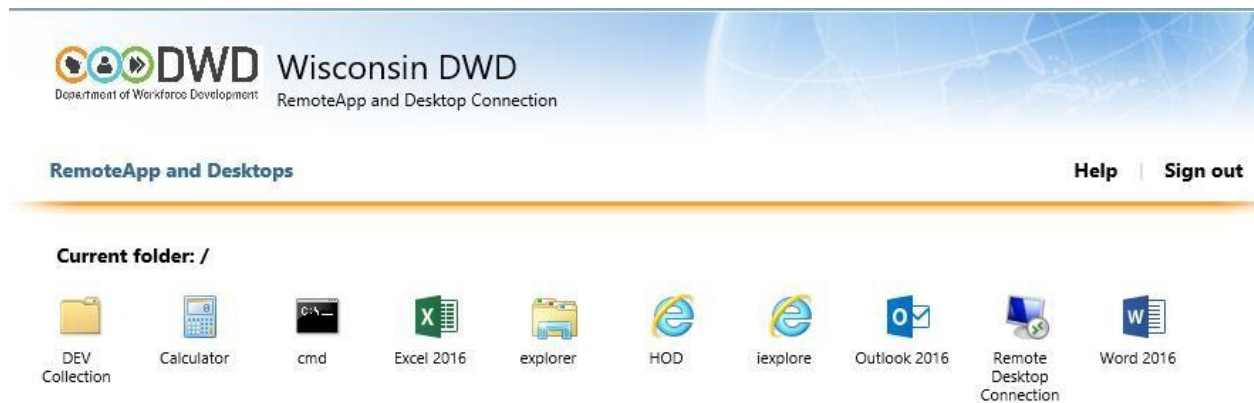 DWD
Department of Workforce Development
Wisconsin DWD
RemoteApp and Desktop Connection
RemoteApp and Desktops
Help | Sign out
Current folder: /
C:\_
DEV
Collection
Calculator
cmd
Excel 2016
explorer
HOD
iexplore
Outlook 2016
Remote
Desktop
Connection
Word 2016